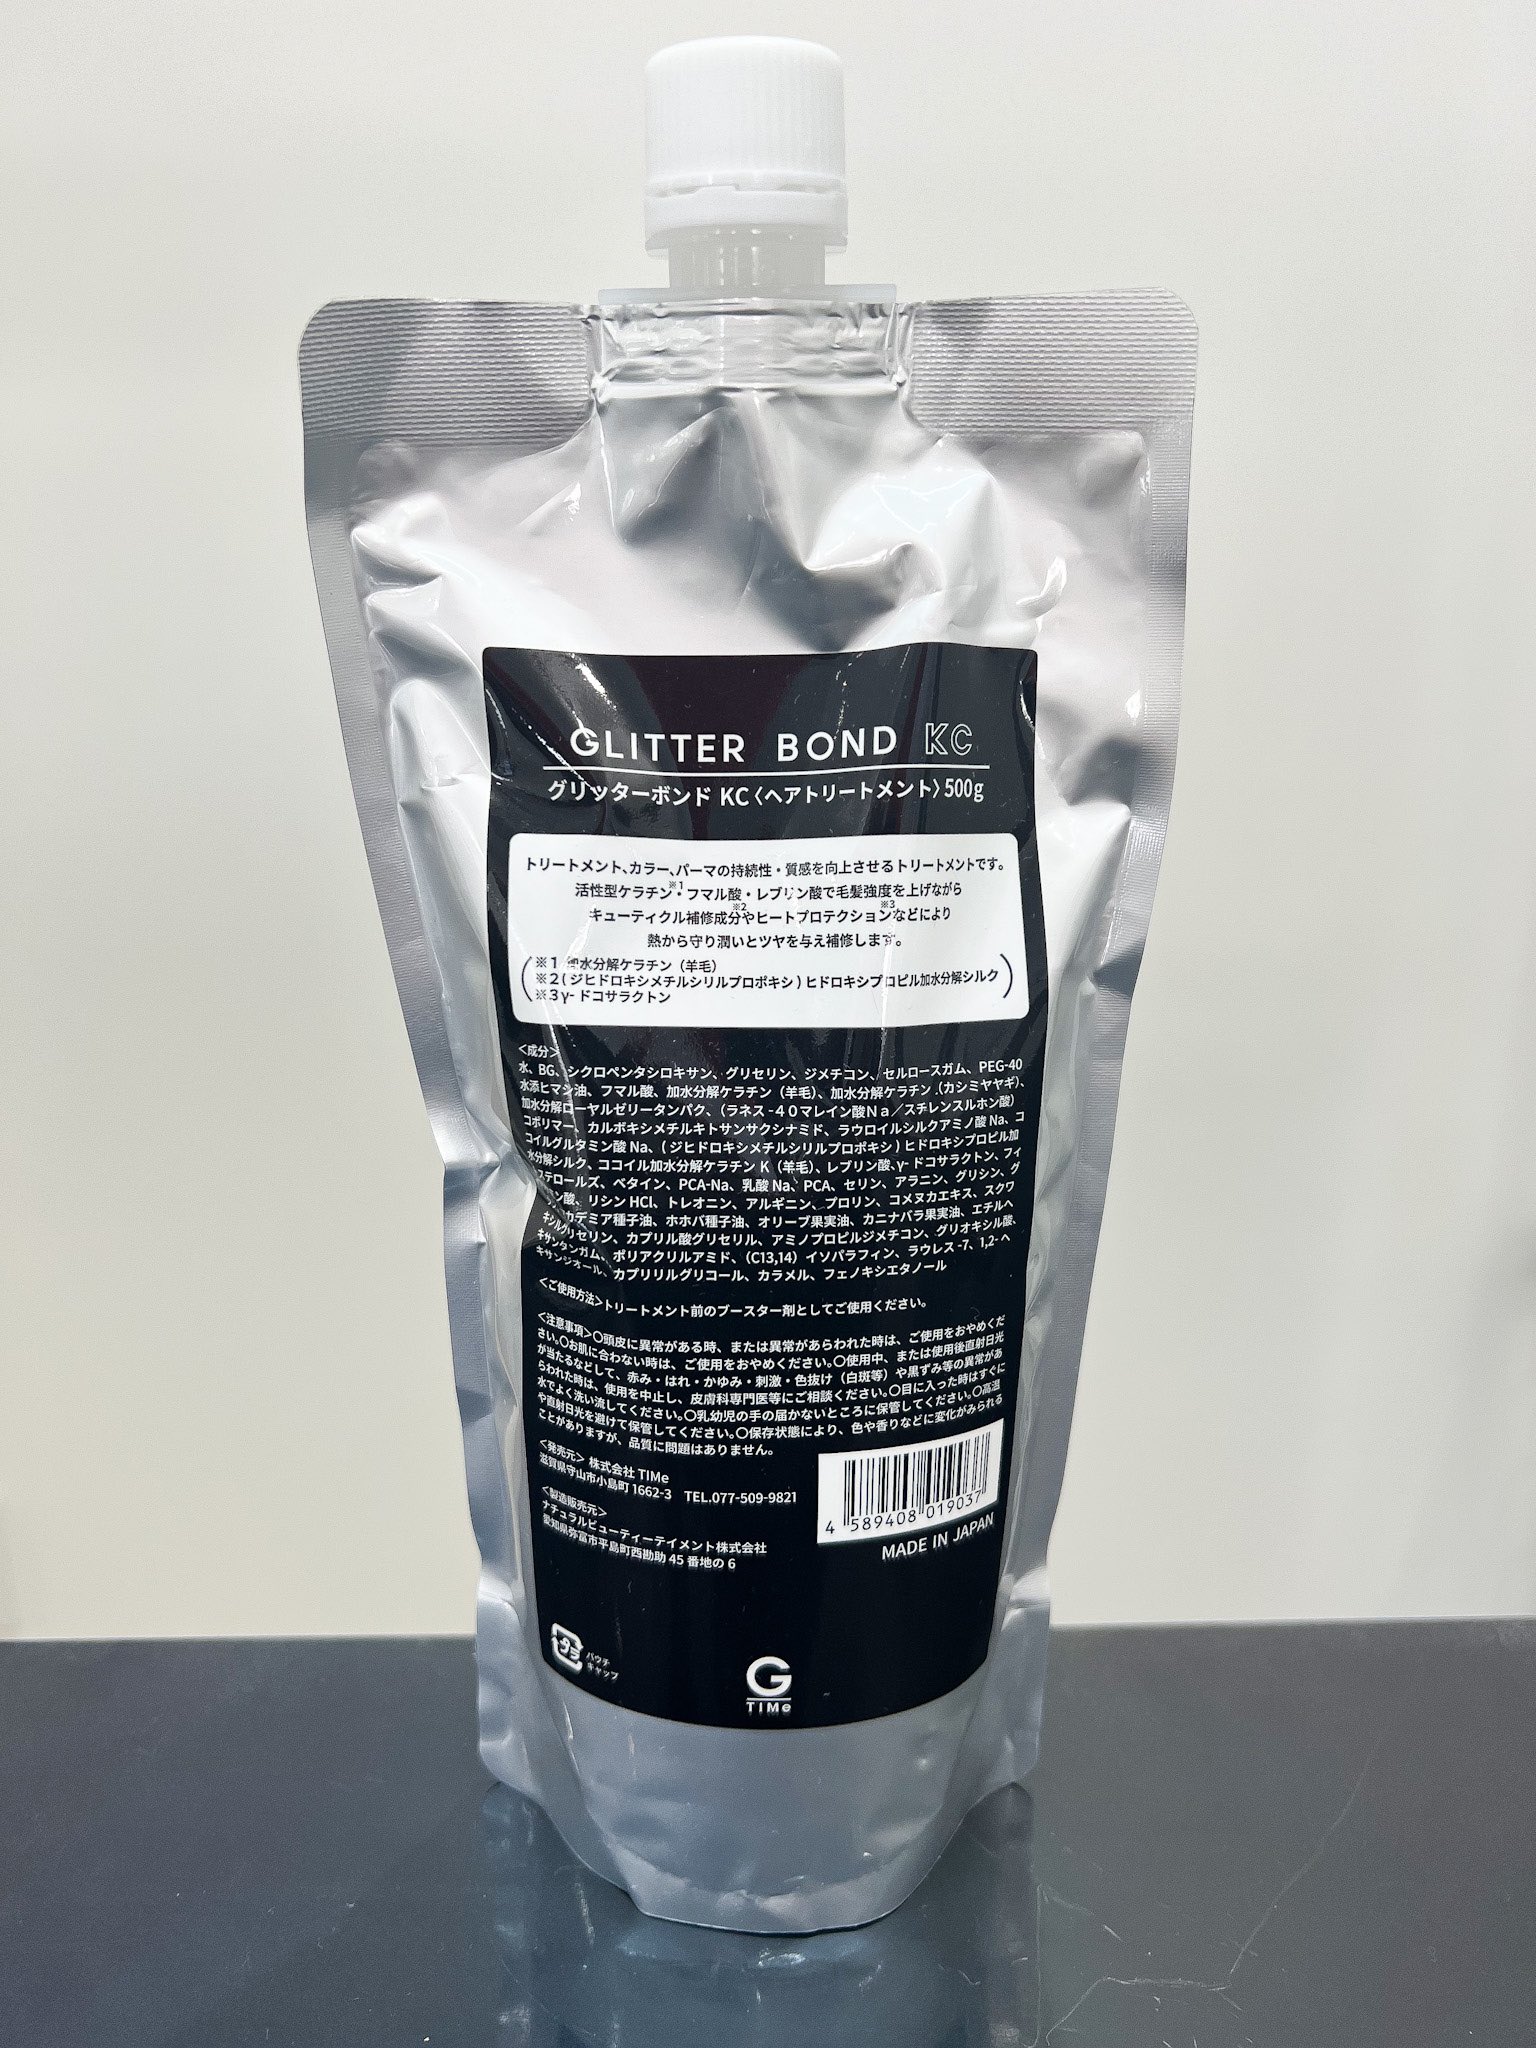 GLITTER BOND KC
グリッターボンド KC〈ヘアトリートメント〉500g
トリートメント、カラー、パーマの持続性・質感を向上させるトリートメントです。
活性型ケラチン※1・フマル酸・レブリン酸で毛髪強度を上げながら
キューティクル補修成分※2やヒートプロテクション※3などにより
熱から守り潤いとツヤを与え補修します。
※1 加水分解ケラチン（羊毛）
※2(ジヒドロキシメチルシリルプロポキシ)ヒドロキシプロピル加水分解シルク
※3γ-ドコサラクトン
＜成分＞
水、BG、シクロペンタシロキサン、グリセリン、ジメチコン、セルロースガム、PEG-40
水添ヒマシ油、フマル酸、加水分解ケラチン（羊毛）、加水分解ケラチン（カシミヤヤギ）、
加水分解ローヤルゼリータンパク、（ラネス-40マレイン酸Na／スチレンスルホン酸）
コポリマー、カルボキシメチルキトサンサクシナミド、ラウロイルシルクアミノ酸Na、コ
コイルグルタミン酸Na、(ジヒドロキシメチルシリルプロポキシ)ヒドロキシプロピル加
水分解シルク、ココイル加水分解ケラチンK（羊毛）、レブリン酸、γ-ドコサラクトン、フィ
ステロールズ、ベタイン、PCA-Na、乳酸Na、PCA、セリン、アラニン、グリシン、グ
ン酸、リシンHCl、トレオニン、アルギニン、プロリン、コメヌカエキス、スクワ
カデミア種子油、ホホバ種子油、オリーブ果実油、カニナバラ果実油、エチルヘ
キシルグリセリン、カプリル酸グリセリル、アミノプロピルジメチコン、グリオキシル酸、
キサンタンガム、ポリアクリルアミド、（C13,14）イソパラフィン、ラウレス-7、1,2-ヘ
キサンジオール、カプリリルグリコール、カラメル、フェノキシエタノール
＜ご使用方法＞トリートメント前のブースター剤としてご使用ください。
＜注意事項＞〇頭皮に異常がある時、または異常があらわれた時は、ご使用をおやめくだ
さい。〇お肌に合わない時は、ご使用をおやめください。〇使用中、または使用後直射日光
が当たるなどして、赤み・はれ・かゆみ・刺激・色抜け（白斑等）や黒ずみ等の異常があ
らわれた時は、使用を中止し、皮膚科専門医等にご相談ください。〇目に入った時はすぐに
水でよく洗い流してください。〇乳幼児の手の届かないところに保管してください。〇高温
や直射日光を避けて保管してください。〇保存状態により、色や香りなどに変化がみられる
ことがありますが、品質に問題はありません。
＜発売元＞ 株式会社 TIMe
滋賀県守山市小島町1662-3 TEL.077-509-9821
＜製造販売元＞
ナチュラルビューティーテイメント株式会社
愛知県弥富市平島町西勘助45番地の6
4 589408 019037
MADE IN JAPAN
プラ
パウチ
キャップ
G
TIMe